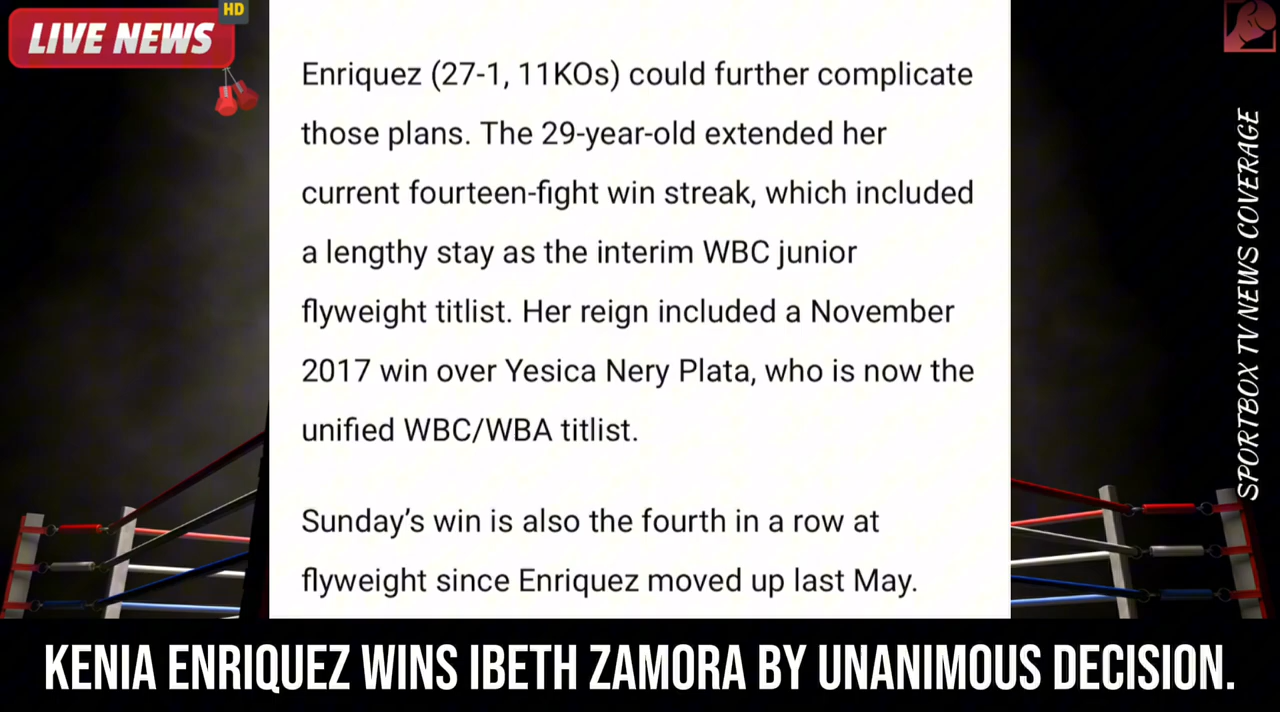 HD
LIVE NEWS
Enriquez (27-1, 11KOs) could further complicate
those plans. The 29-year-old extended her
current fourteen-fight win streak, which included
a lengthy stay as the interim WBC junior
flyweight titlist. Her reign included a November
2017 win over Yesica Nery Plata, who is now the
unified WBC/WBA titlist.
Sunday’s win is also the fourth in a row at
flyweight since Enriquez moved up last May.
SPORTBOX TV NEWS COVERAGE
KENIA ENRIQUEZ WINS IBETH ZAMORA BY UNANIMOUS DECISION.